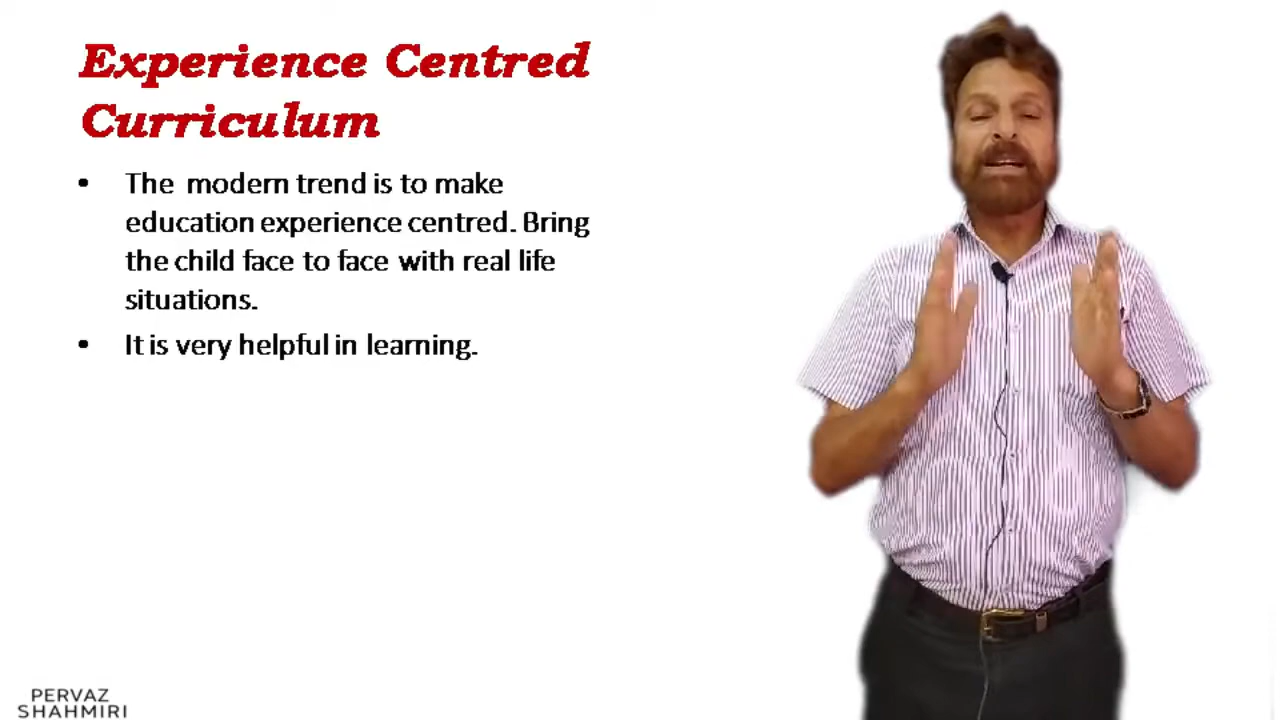 Experience Centred
Curriculum
• The modern trend is to make
education experience centred. Bring
the child face to face with real life
situations.
• It is very helpful in learning.
PERVAZ
SHAHMIRI